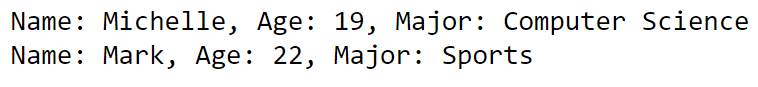 Name: Michelle, Age: 19, Major: Computer Science
Name: Mark, Age: 22, Major: Sports